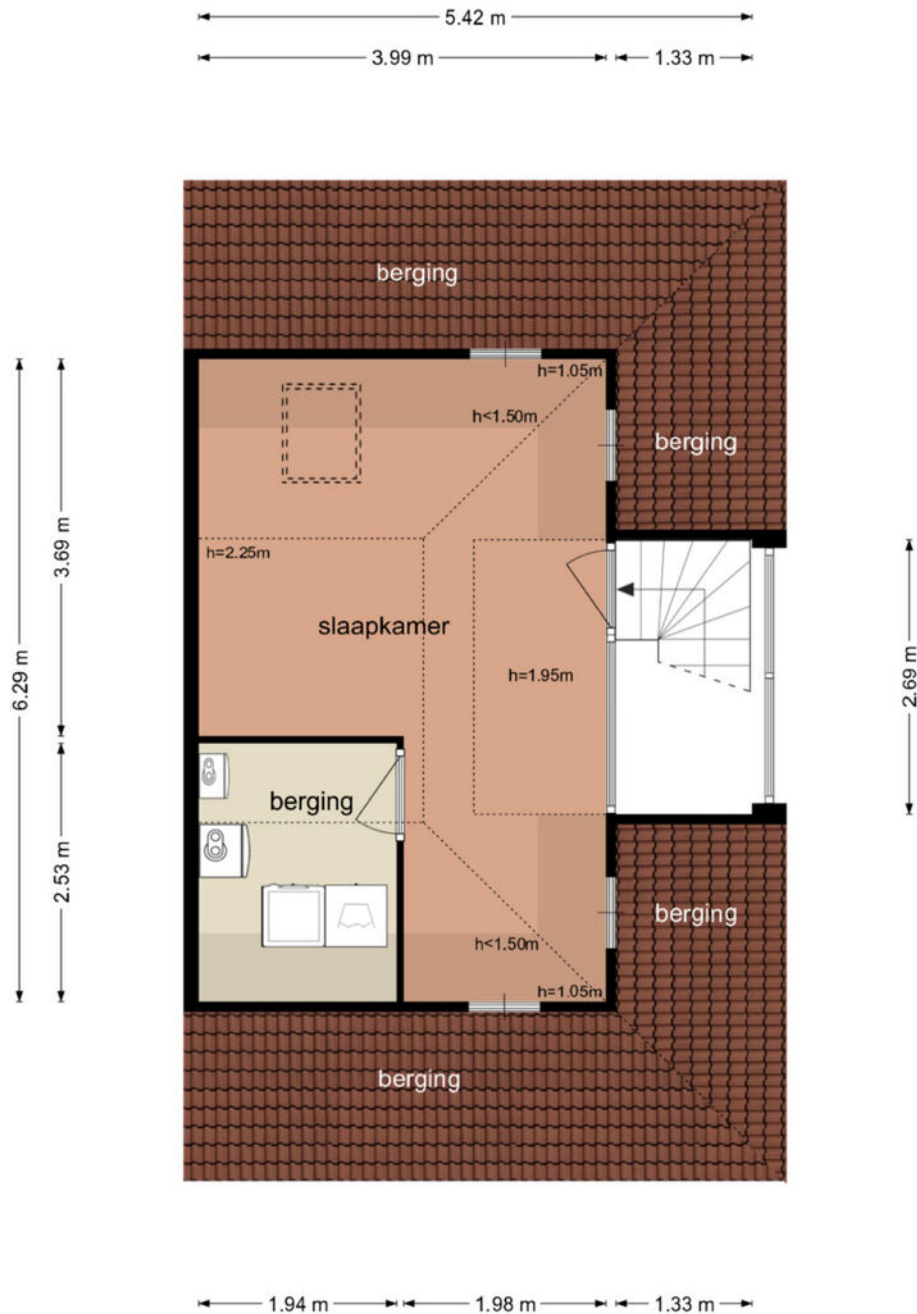 5.42 m
3.99 m
1.33 m
berging
h=1.05m
h<1.50m
berging
h=2.25m
3.69 m
6.29 m
slaapkamer
h=1.95m
2.69 m
berging
2.53 m
berging
h<1.50m
h=1.05m
berging
1.94 m
1.98 m
1.33 m